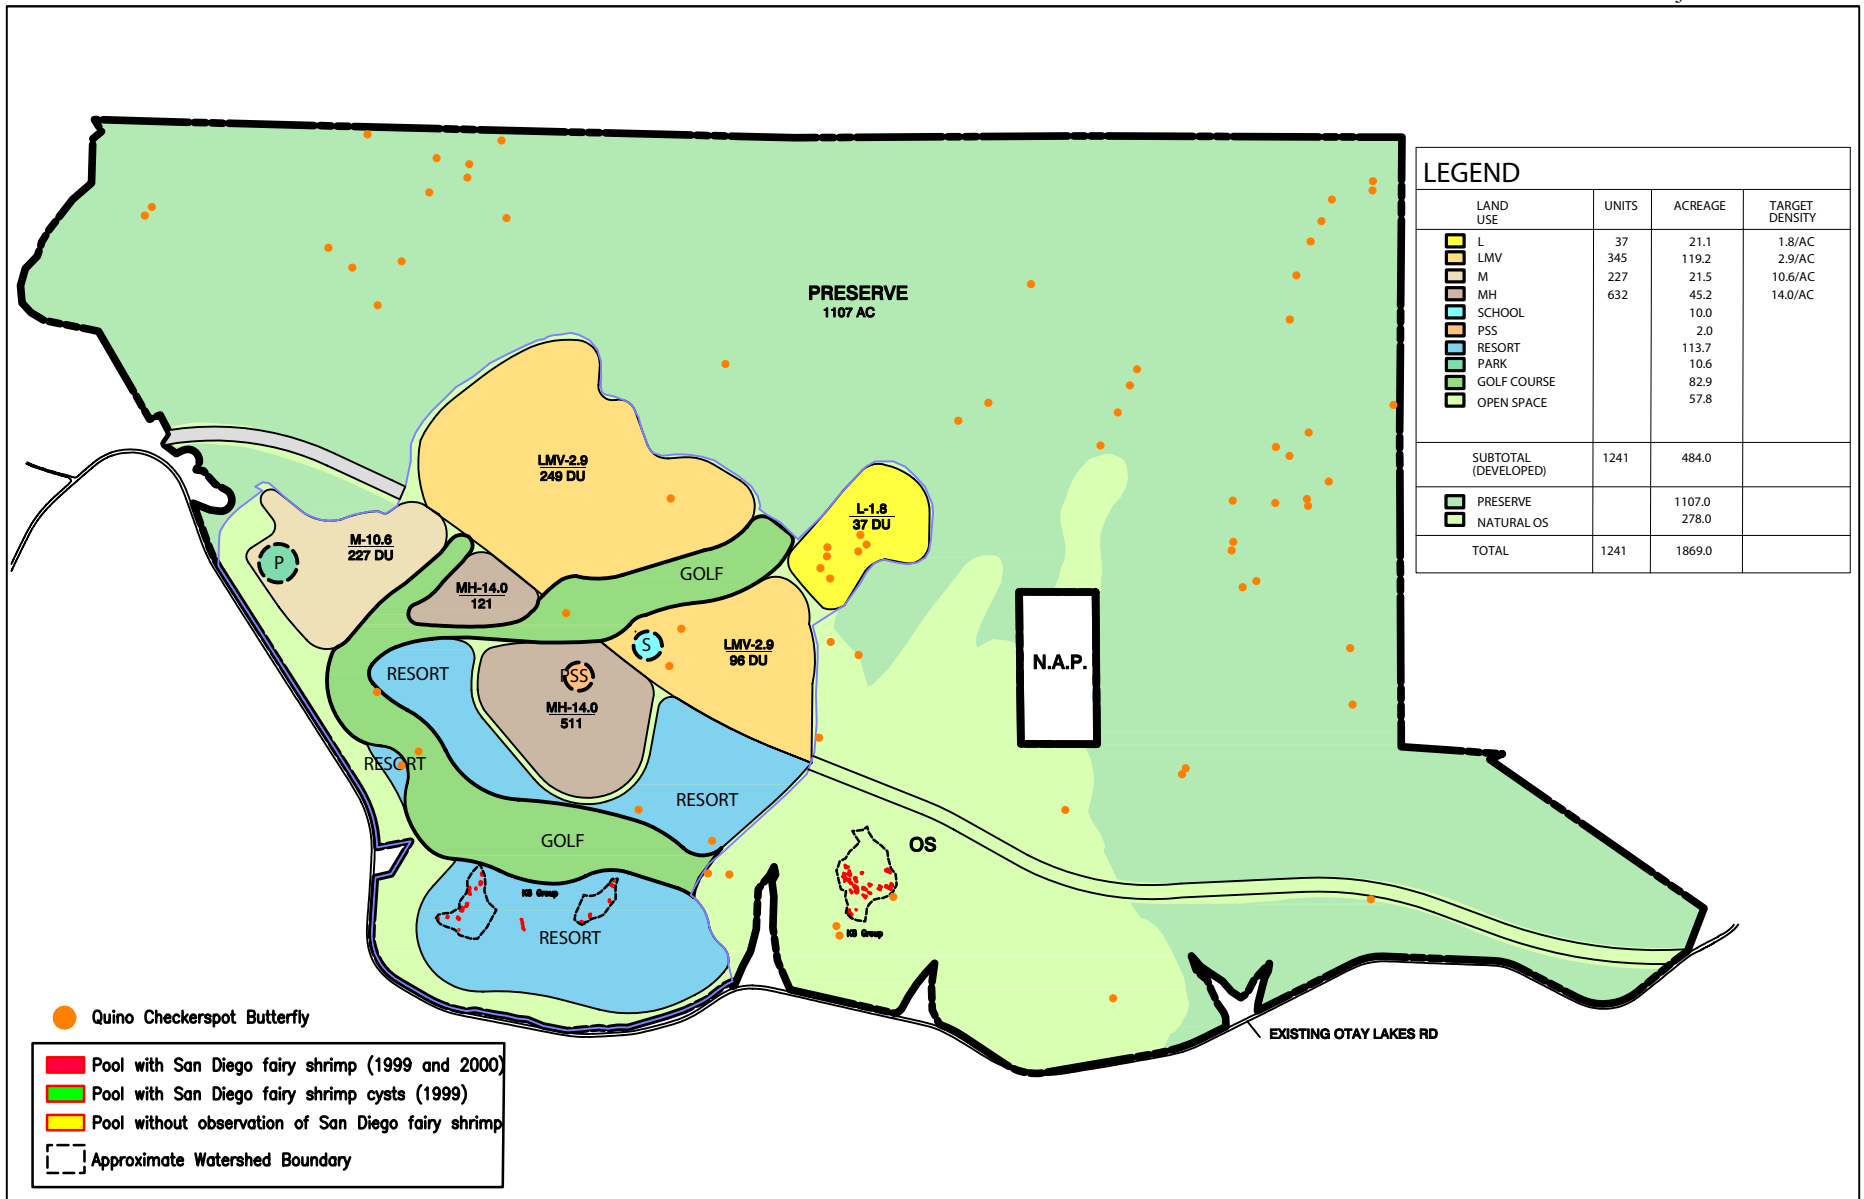 PRESERVE
1107 AC
LEGEND
LAND USE UNITS ACREAGE TARGET DENSITY
L 37 21.1 1.8/AC
LMV 345 119.2 2.9/AC
M 227 21.5 10.6/AC
MH 632 45.2 14.0/AC
SCHOOL 10.0
PSS 2.0
RESORT 113.7
PARK 10.6
GOLF COURSE 82.9
OPEN SPACE 57.8
SUBTOTAL (DEVELOPED) 1241 484.0
PRESERVE 1107.0
NATURAL OS 278.0
TOTAL 1241 1869.0
LMV-2.9
249 DU
L-1.8
37 DU
M-10.6
227 DU
P
MH-14.0
121
GOLF
S
LMV-2.9
96 DU
N.A.P.
RESORT
PSS
MH-14.0
511
RESORT
RESORT
GOLF
OS
K8 Group
RESORT
K8 Group
EXISTING OTAY LAKES RD
Quino Checkerspot Butterfly
Pool with San Diego fairy shrimp (1999 and 2000)
Pool with San Diego fairy shrimp cysts (1999)
Pool without observation of San Diego fairy shrimp
Approximate Watershed Boundary